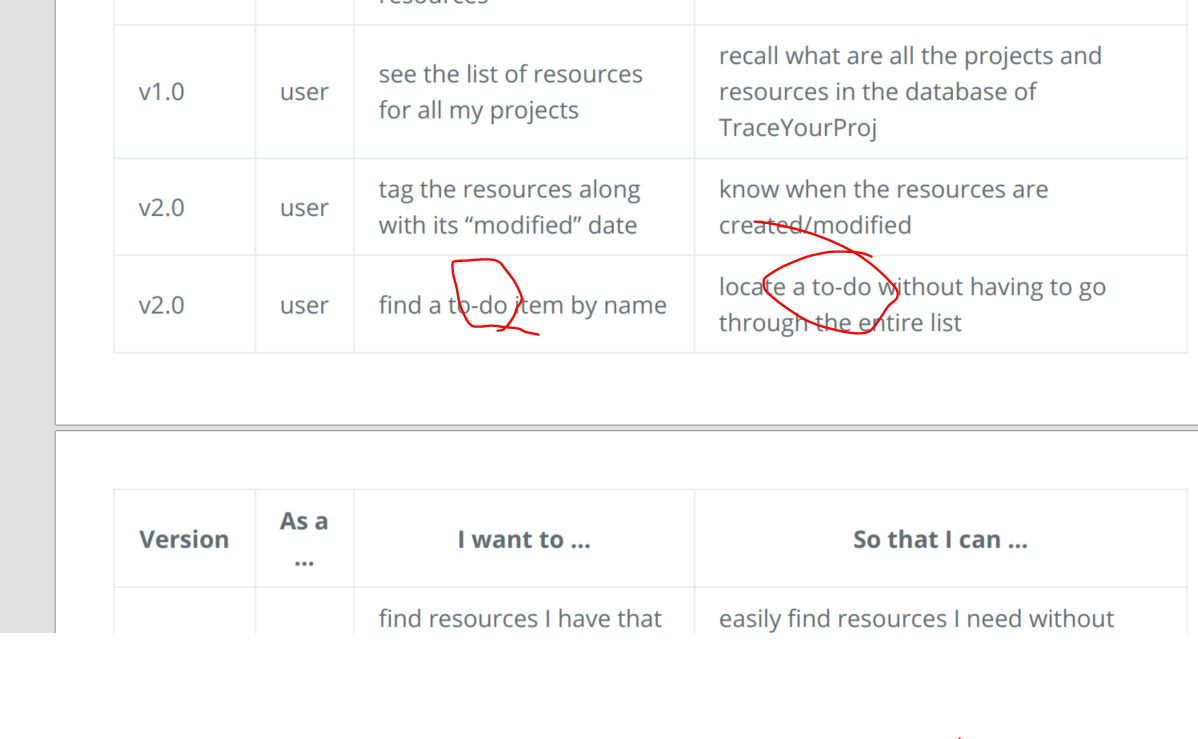 v1.0
user
see the list of resources
for all my projects
recall what are all the projects and
resources in the database of
TraceYourProj
v2.0
user
tag the resources along
with its “modified” date
know when the resources are
created/modified
v2.0
user
find a to-do item by name
locate a to-do without having to go
through the entire list
Version
As a
...
I want to ...
So that I can ...
find resources I have that
easily find resources I need without